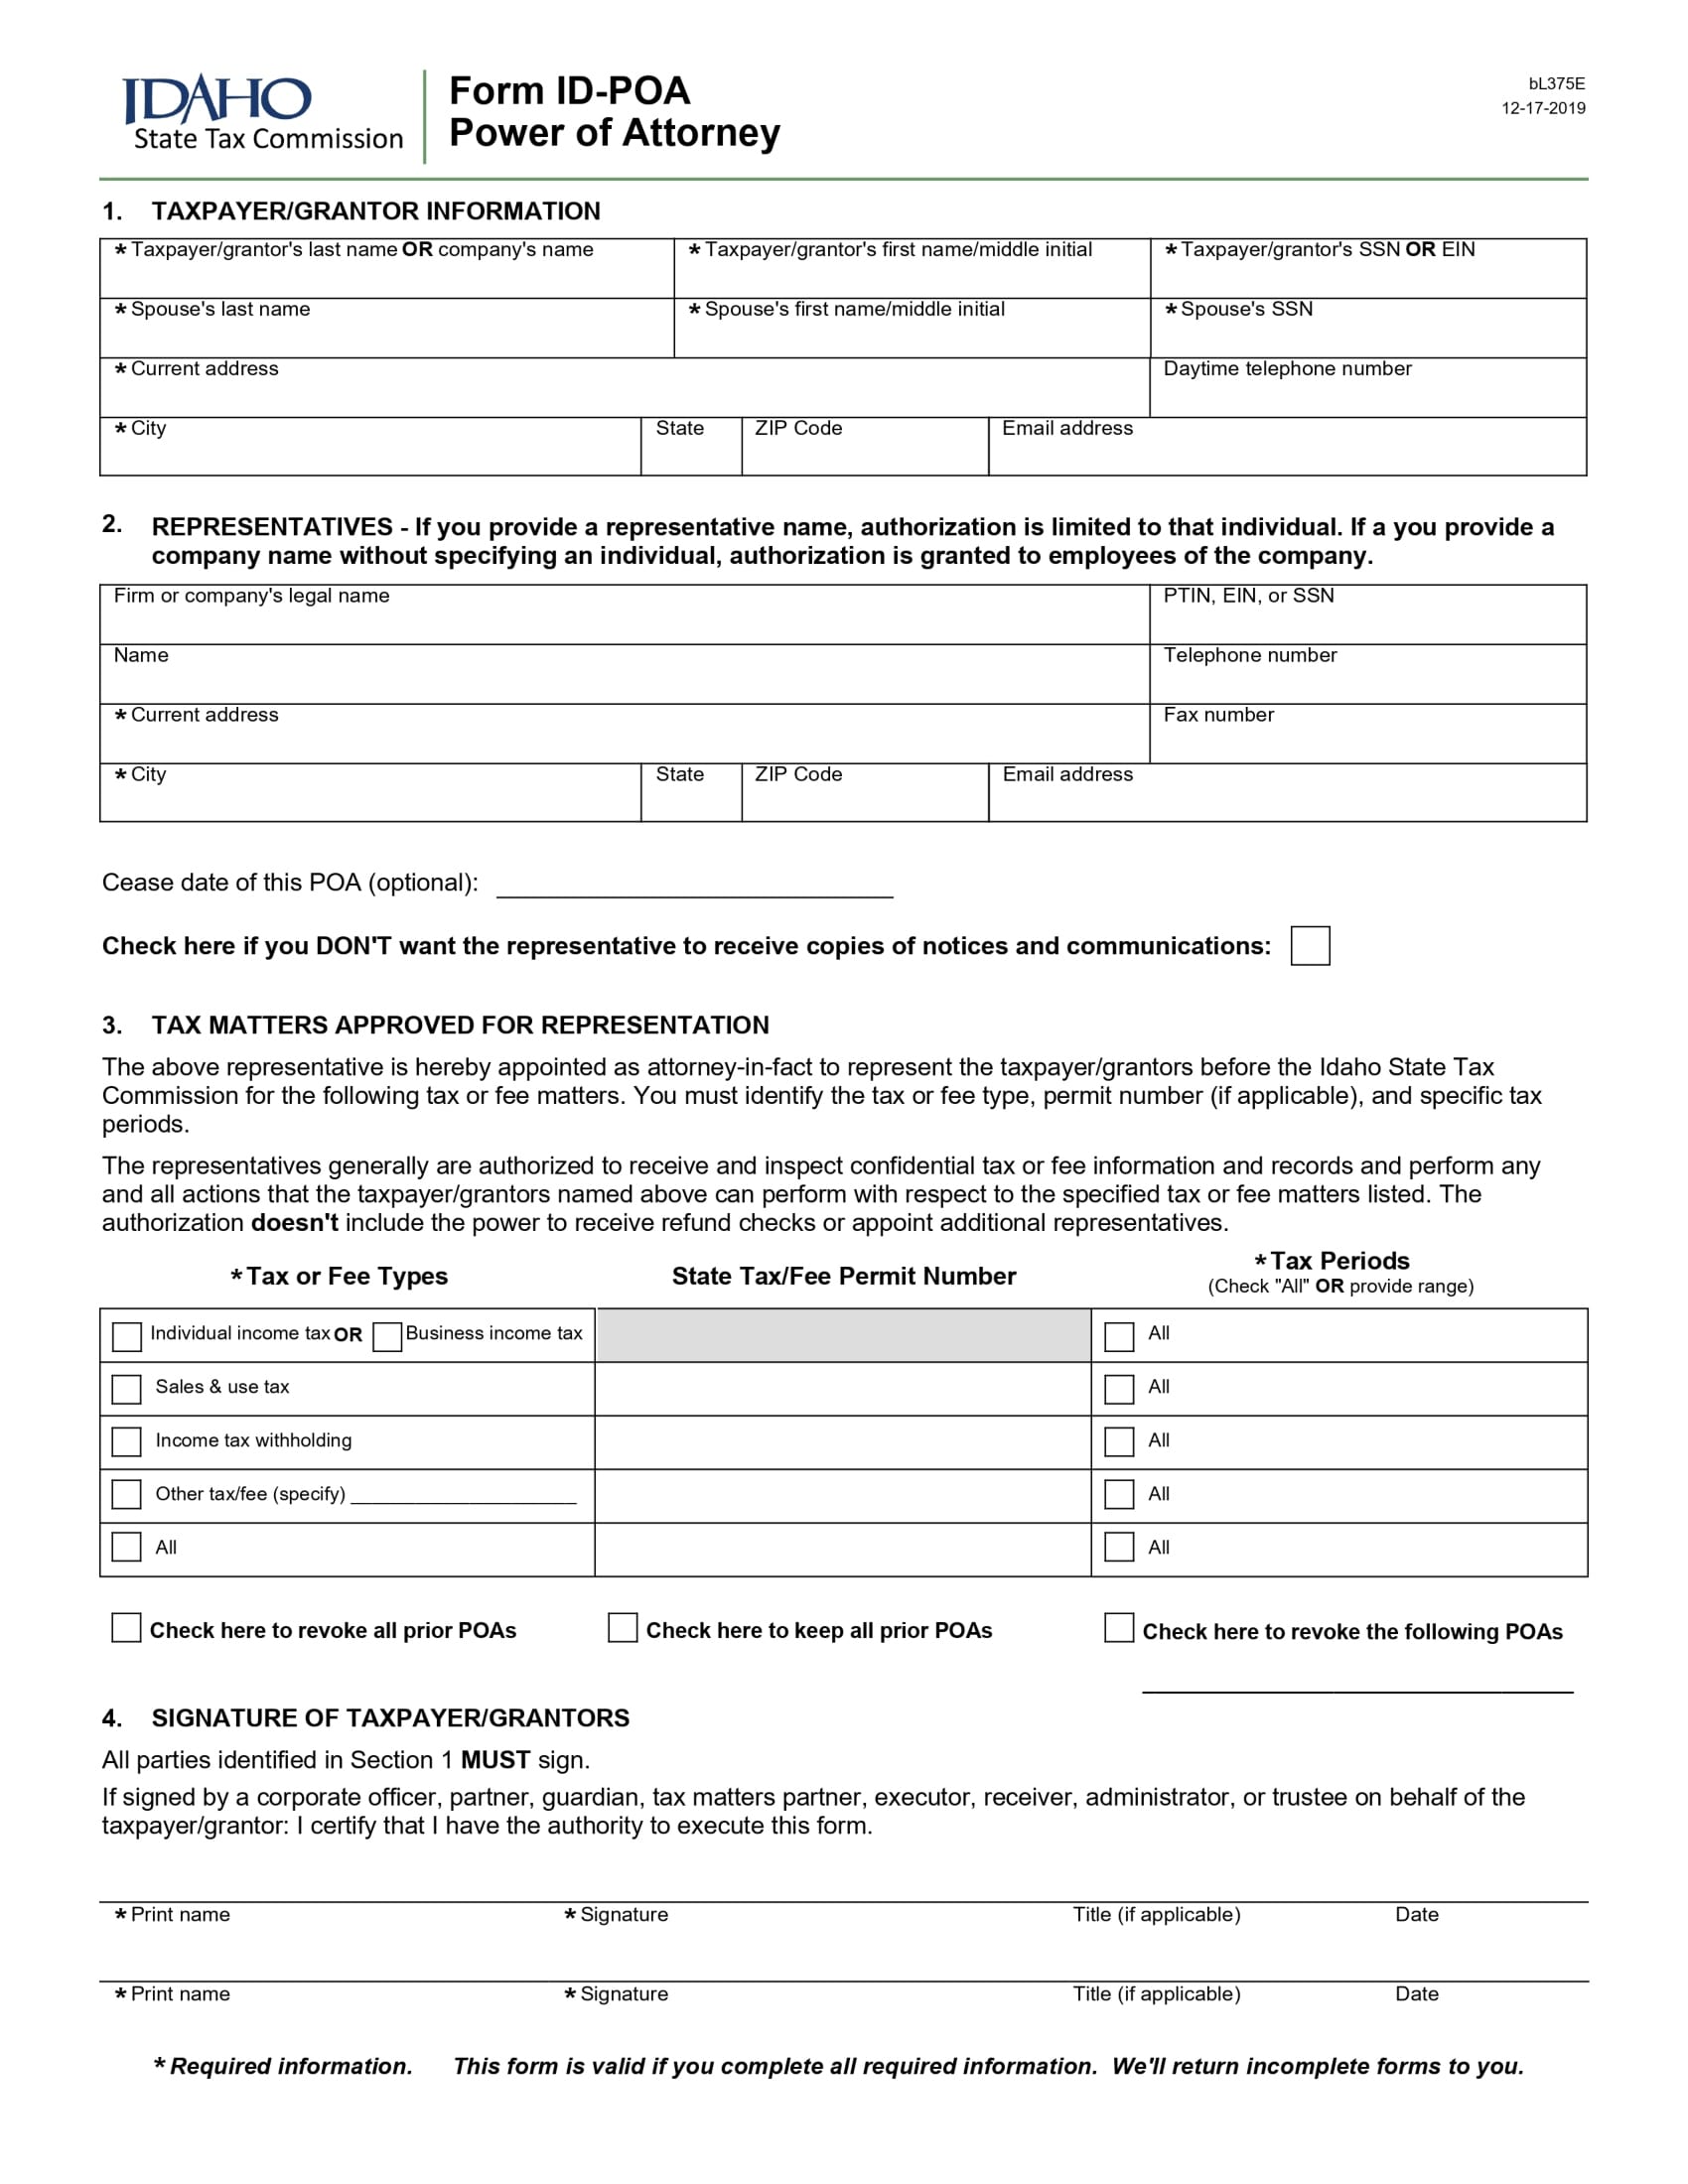 IDAHO
State Tax Commission
Form ID-POA
Power of Attorney
bL375E
12-17-2019
1. TAXPAYER/GRANTOR INFORMATION
* Taxpayer/grantor's last name OR company's name * Taxpayer/grantor's first name/middle initial * Taxpayer/grantor's SSN OR EIN
* Spouse's last name * Spouse's first name/middle initial * Spouse's SSN
* Current address Daytime telephone number
* City State ZIP Code Email address
2. REPRESENTATIVES - If you provide a representative name, authorization is limited to that individual. If a you provide a
company name without specifying an individual, authorization is granted to employees of the company.
Firm or company's legal name PTIN, EIN, or SSN
Name Telephone number
* Current address Fax number
* City State ZIP Code Email address
Cease date of this POA (optional):
Check here if you DON'T want the representative to receive copies of notices and communications:
3. TAX MATTERS APPROVED FOR REPRESENTATION
The above representative is hereby appointed as attorney-in-fact to represent the taxpayer/grantors before the Idaho State Tax
Commission for the following tax or fee matters. You must identify the tax or fee type, permit number (if applicable), and specific tax
periods.
The representatives generally are authorized to receive and inspect confidential tax or fee information and records and perform any
and all actions that the taxpayer/grantors named above can perform with respect to the specified tax or fee matters listed. The
authorization doesn't include the power to receive refund checks or appoint additional representatives.
* Tax or Fee Types State Tax/Fee Permit Number * Tax Periods
(Check "All" OR provide range)
Individual income tax OR Business income tax All
Sales & use tax All
Income tax withholding All
Other tax/fee (specify) All
All All
Check here to revoke all prior POAs Check here to keep all prior POAs Check here to revoke the following POAs
4. SIGNATURE OF TAXPAYER/GRANTORS
All parties identified in Section 1 MUST sign.
If signed by a corporate officer, partner, guardian, tax matters partner, executor, receiver, administrator, or trustee on behalf of the
taxpayer/grantor: I certify that I have the authority to execute this form.
* Print name * Signature Title (if applicable) Date
* Print name * Signature Title (if applicable) Date
* Required information. This form is valid if you complete all required information. We'll return incomplete forms to you.